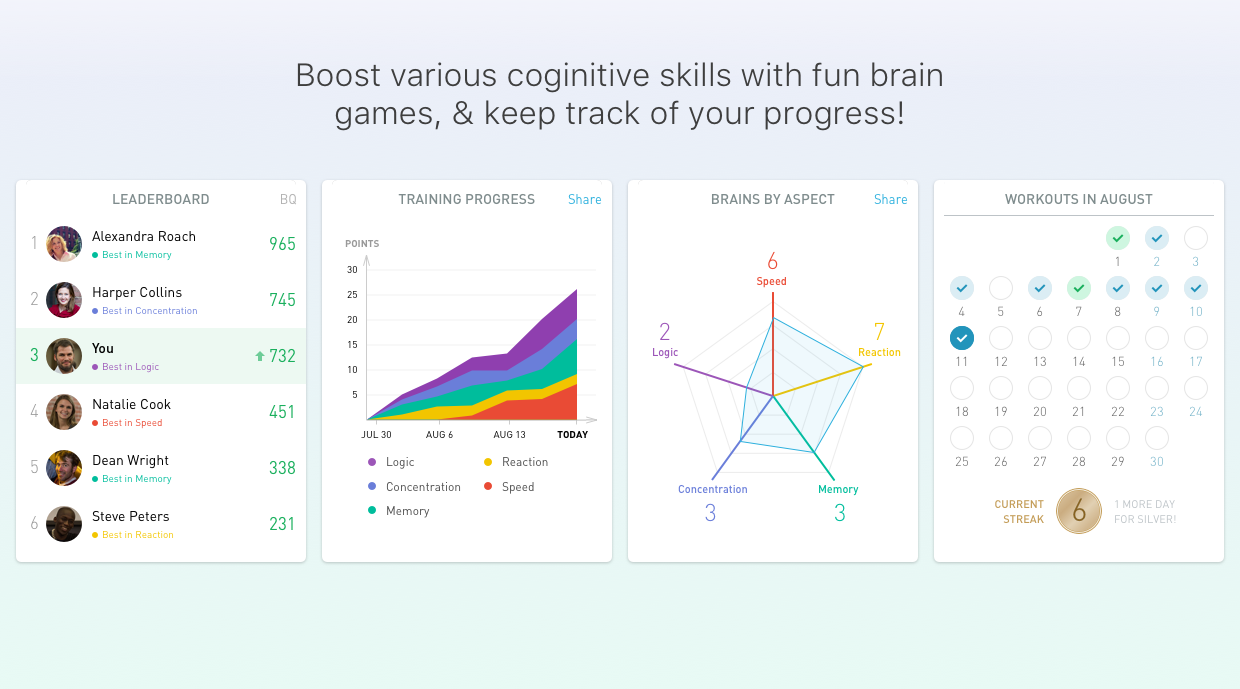 Boost various coginitive skills with fun brain
games, & keep track of your progress!
LEADERBOARD BQ
1 Alexandra Roach 965
Best in Memory
2 Harper Collins 745
Best in Concentration
3 You 732
Best in Logic
4 Natalie Cook 451
Best in Speed
5 Dean Wright 338
Best in Memory
6 Steve Peters 231
Best in Reaction
TRAINING PROGRESS Share
POINTS
30
25
20
15
10
5
JUL 30 AUG 6 AUG 13 TODAY
Logic Reaction
Concentration Speed
Memory
BRAINS BY ASPECT Share
6
Speed
2 7
Logic Reaction
Concentration Memory
3 3
WORKOUTS IN AUGUST
1 2 3
4 5 6 7 8 9 10
11 12 13 14 15 16 17
18 19 20 21 22 23 24
25 26 27 28 29 30
CURRENT
STREAK
6
1 MORE DAY
FOR SILVER!